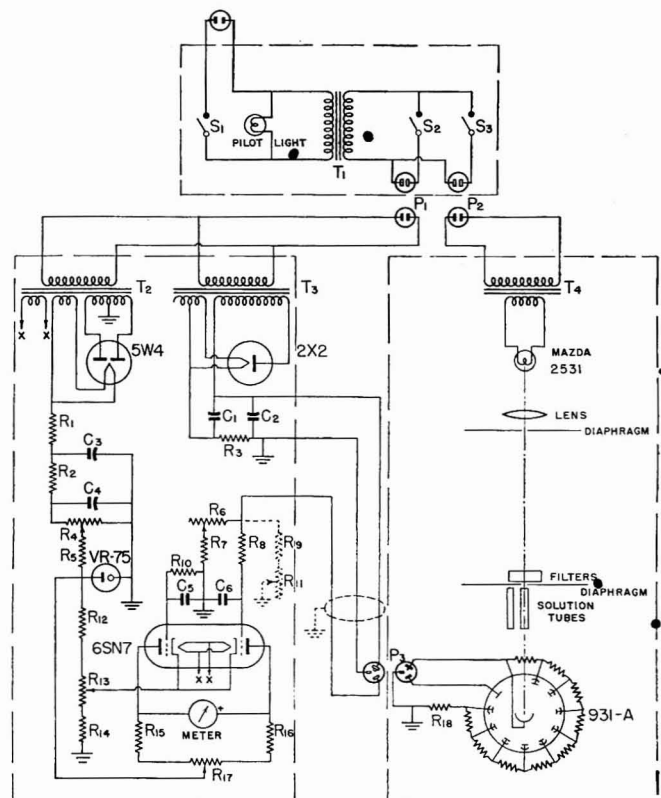 S1
PILOT LIGHT
T1
S2
S3
P1
P2
T2
T3
T4
5W4
2X2
X X
MAZDA
2531
LENS
DIAPHRAGM
R1
C3
R2
C4
R4
R5
VR-75
C1
C2
R3
R6
R7
R8
R9
R10
R11
C5
C6
FILTERS
DIAPHRAGM
SOLUTION
TUBES
R12
6SN7
X X
P3
R13
R14
METER
+
R15
R16
R17
R18
931-A